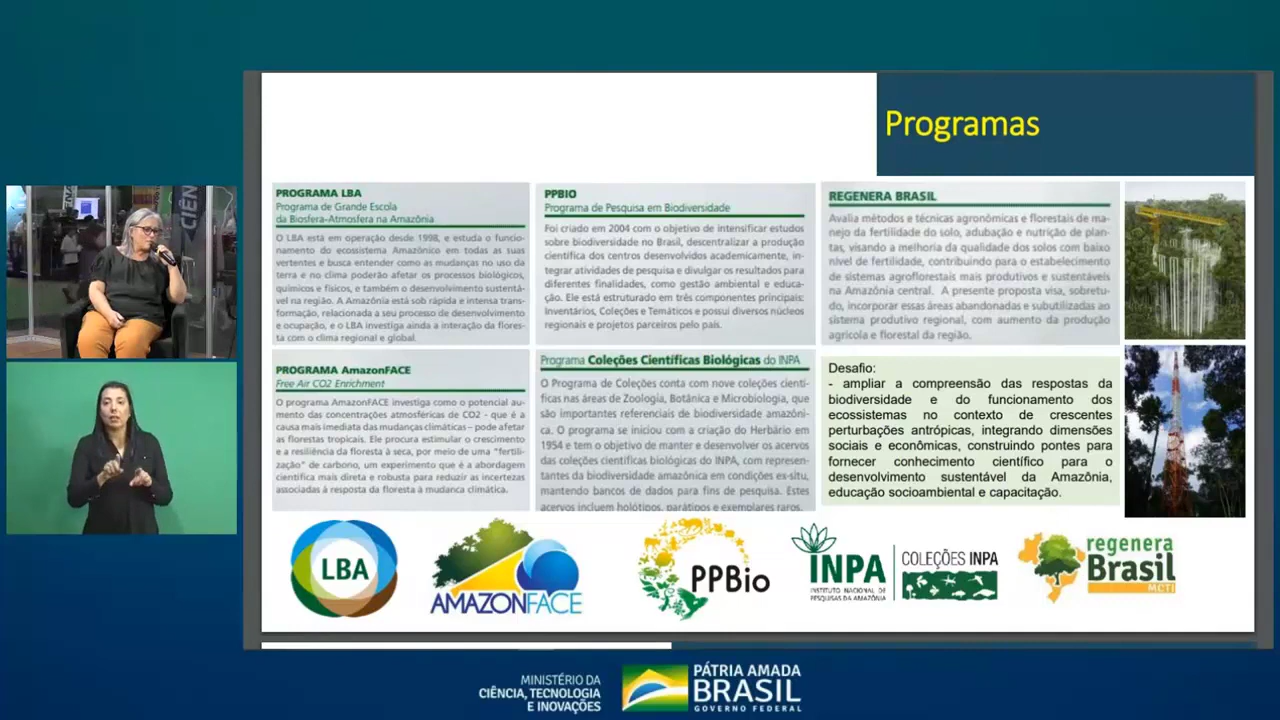 Programas
PROGRAMA LBA
Programa de Grande Escola
da Biosfera-Atmosfera na Amazônia
O LBA está em operação desde 1998, e estuda o funcio-
namento do ecossistema Amazônico em todas as suas
vertentes e busca entender como as mudanças no uso da
terra e no clima poderão afetar os processos biológicos,
químicos e físicos, e também o desenvolvimento sustentá-
vel na região. A Amazônia está sob rápida e intensa trans-
formação, relacionada a seu processo de desenvolvimento
e ocupação, e o LBA investiga ainda a interação da flores-
ta com o clima regional e global.
PPBIO
Programa de Pesquisa em Biodiversidade
Foi criado em 2004 com o objetivo de intensificar estudos
sobre biodiversidade no Brasil, descentralizar a produção
científica dos centros desenvolvidos academicamente, in-
tegrar atividades de pesquisa e divulgar os resultados para
diferentes finalidades, como gestão ambiental e educa-
ção. Ele está estruturado em três componentes principais:
Inventários, Coleções e Temáticos e possui diversos núcleos
regionais e projetos parceiros pelo país.
REGENERA BRASIL
Avalia métodos e técnicas agronômicas e florestais de ma-
nejo da fertilidade do solo, adubação e nutrição de plan-
tas, visando a melhoria da qualidade dos solos com baixo
nível de fertilidade, contribuindo para o estabelecimento
de sistemas agroflorestais mais produtivos e sustentáveis
na Amazônia central. A presente proposta visa, sobretu-
do, incorporar essas áreas abandonadas e subutilizadas ao
sistema produtivo regional, com aumento da produção
agrícola e florestal da região.
PROGRAMA AmazonFACE
Free Air CO2 Enrichment
O programa AmazonFACE investiga como o potencial au-
mento das concentrações atmosféricas de CO2 - que é a
causa mais imediata das mudanças climáticas – pode afetar
as florestas tropicais. Ele procura estimular o crescimento
e a resiliência da floresta à seca, por meio de uma “fertili-
zação” de carbono, um experimento que é a abordagem
científica mais direta e robusta para reduzir as incertezas
associadas à resposta da floresta à mudança climática.
Programa Coleções Científicas Biológicas do INPA
O Programa de Coleções conta com nove coleções cientí-
ficas nas áreas de Zoologia, Botânica e Microbiologia, que
são importantes referenciais de biodiversidade amazôni-
ca. O programa se iniciou com a criação do Herbário em
1954 e tem o objetivo de manter e desenvolver os acervos
das coleções científicas biológicas do INPA, com represen-
tantes da biodiversidade amazônica em condições ex-situ,
mantendo bancos de dados para fins de pesquisa. Estes
acervos incluem holótipos, parátipos e exemplares raros.
Desafio:
- ampliar a compreensão das respostas da
biodiversidade e do funcionamento dos
ecossistemas no contexto de crescentes
perturbações antrópicas, integrando dimensões
sociais e econômicas, construindo pontes para
fornecer conhecimento científico para o
desenvolvimento sustentável da Amazônia,
educação socioambiental e capacitação.
LBA
AMAZONFACE
PPBio
INPA
INSTITUTO NACIONAL DE
PESQUISAS DA AMAZÔNIA
COLEÇÕES INPA
regenera
Brasil
MCTI
MINISTÉRIO DA
CIÊNCIA, TECNOLOGIA
E INOVAÇÕES
PÁTRIA AMADA
BRASIL
GOVERNO FEDERAL